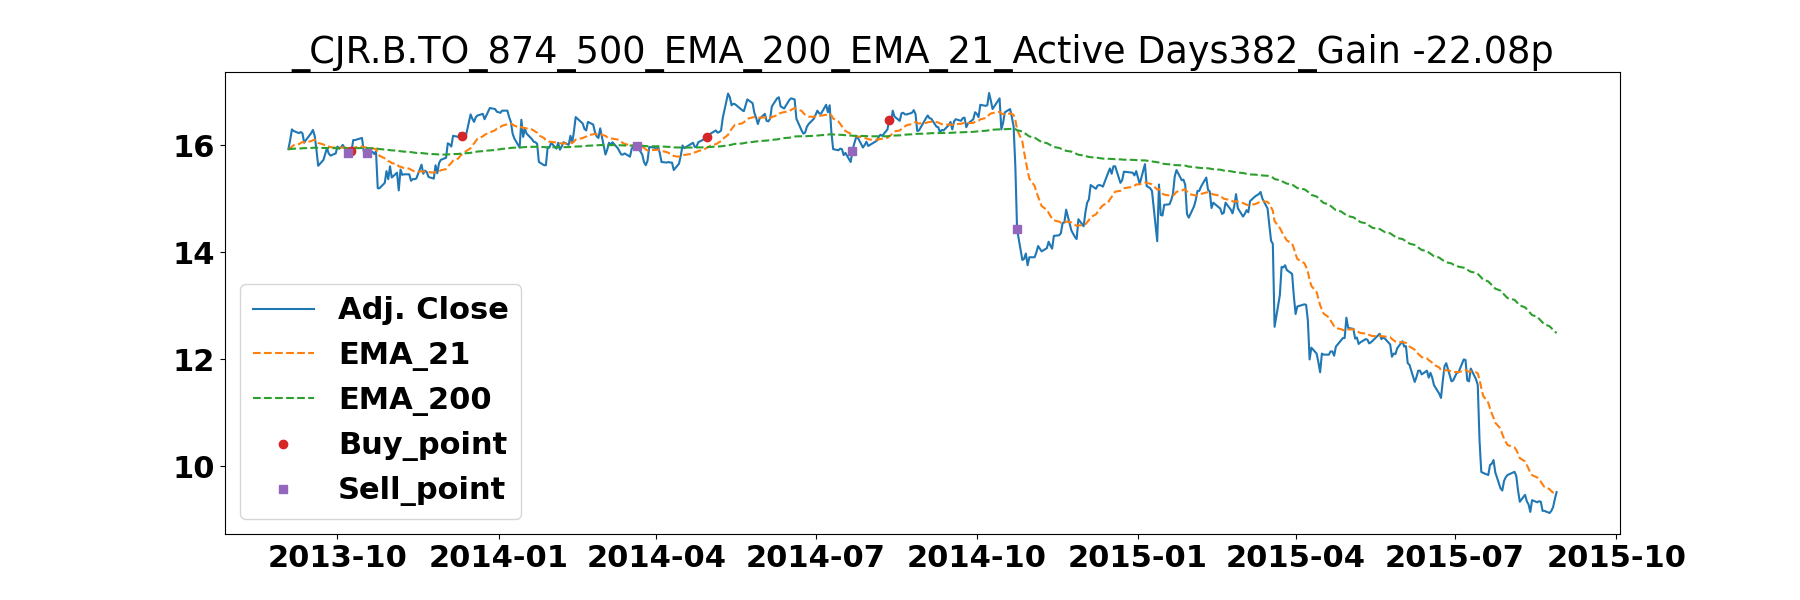 _CJR.B.TO_874_500_EMA_200_EMA_21_Active Days382_Gain -22.08p
16
14
12
10
Adj. Close
EMA_21
EMA_200
Buy_point
Sell_point
2013-10 2014-01 2014-04 2014-07 2014-10 2015-01 2015-04 2015-07 2015-10